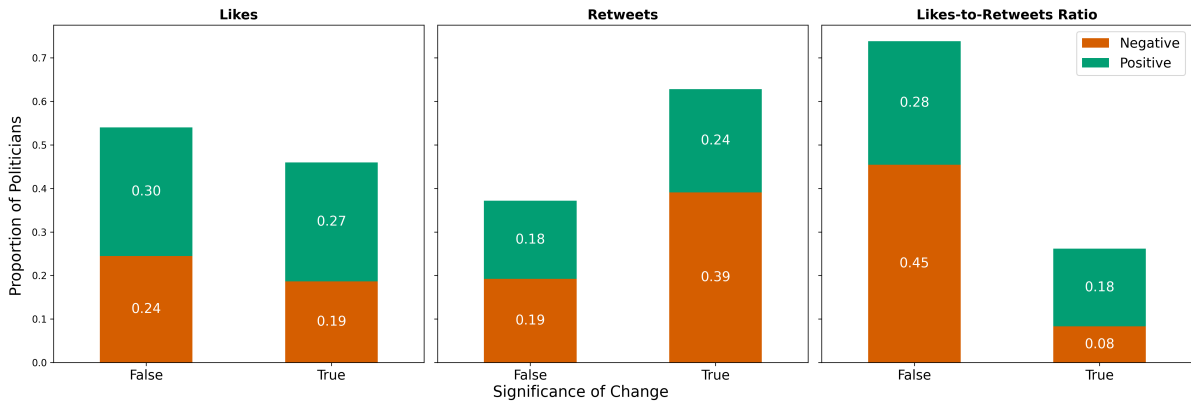 Likes
Retweets
Likes-to-Retweets Ratio
Negative
Positive
Proportion of Politicians
0.7
0.6
0.5
0.4
0.3
0.2
0.1
0.0
0.30
0.24
0.27
0.19
0.18
0.19
0.24
0.39
0.28
0.45
0.18
0.08
False
True
False
True
False
True
Significance of Change